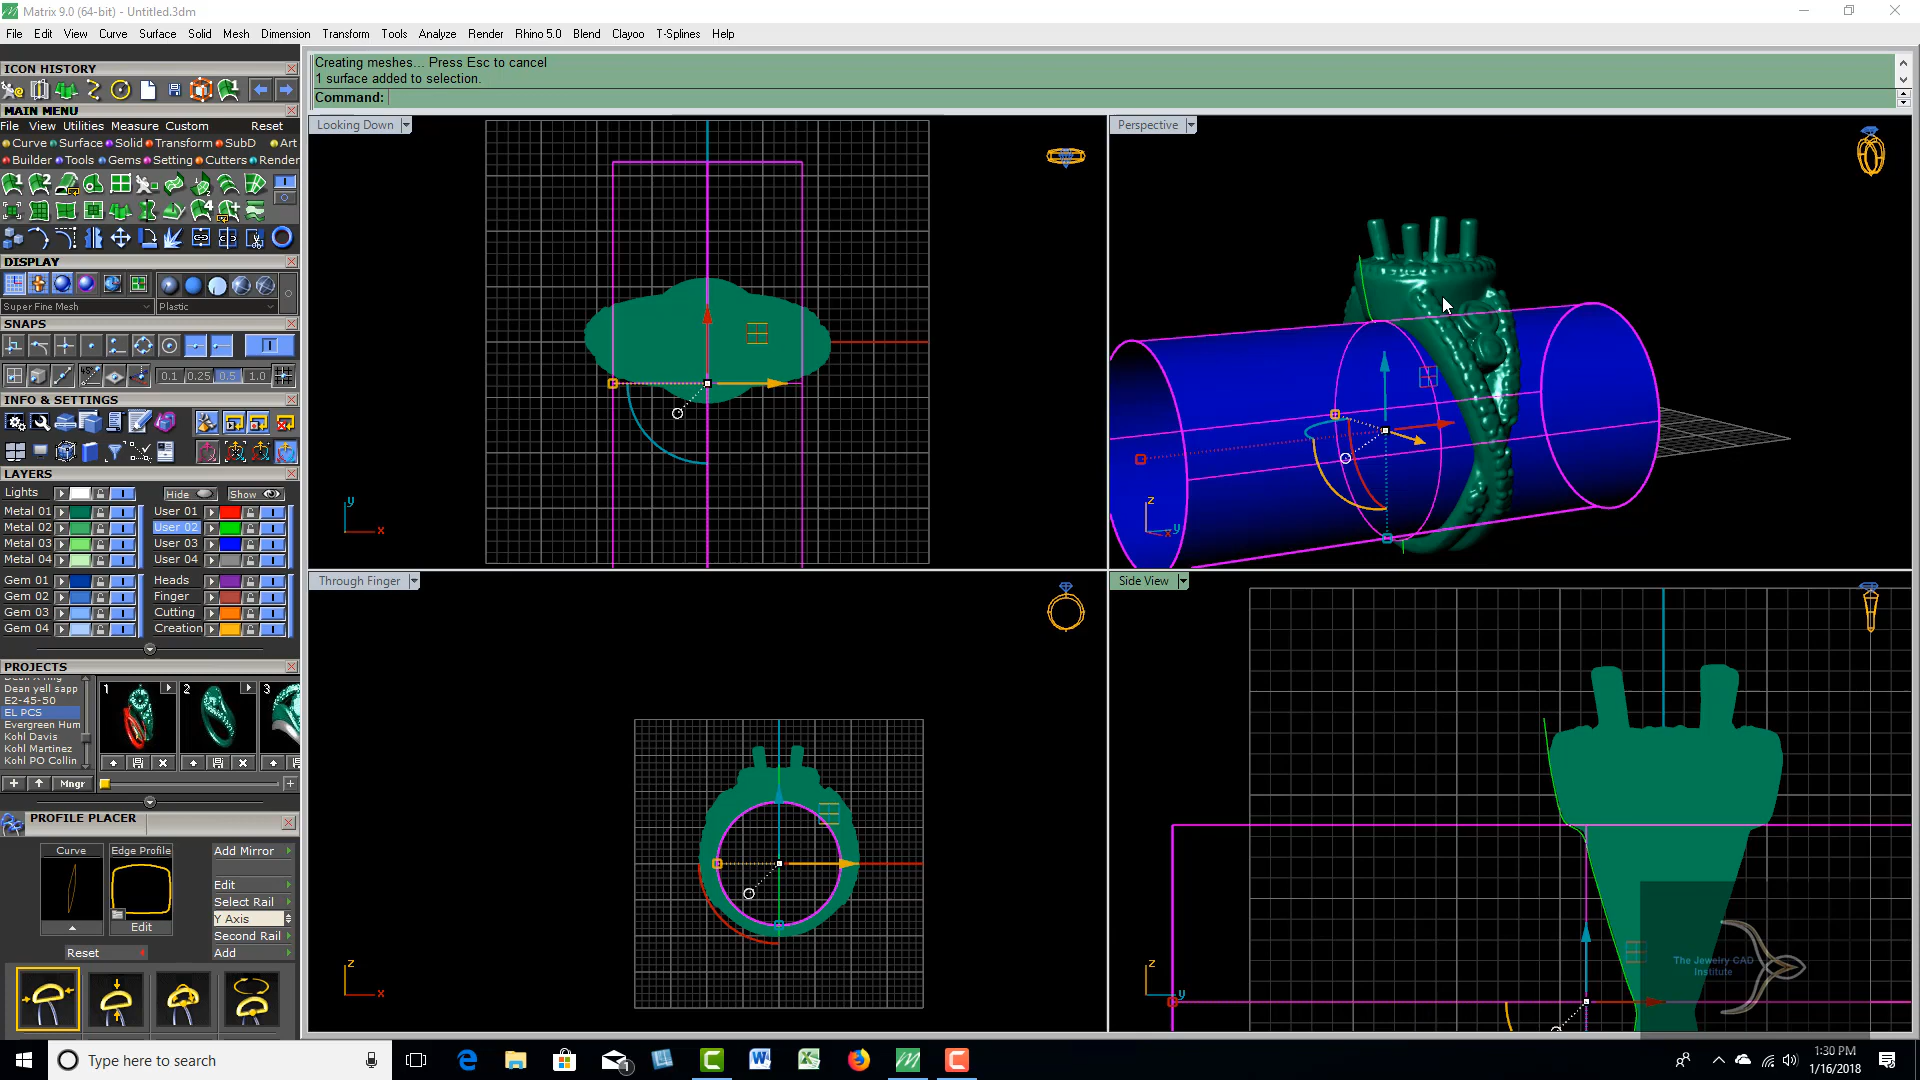 Matrix 9.0 (64-bit) - Untitled.3dm
File Edit View Curve Surface Solid Mesh Dimension Transform Tools Analyze Render Rhino 5.0 Blend Clayoo T-Splines Help
ICON HISTORY
Creating meshes... Press Esc to cancel
1 surface added to selection.
Command:
MAIN MENU
File View Utilities Measure Custom Reset
Curve Surface Solid Transform SubD Art
Builder Tools Gems Setting Cutters Render
DISPLAY
Super Fine Mesh Plastic
SNAPS
0.1 0.25 0.5 1.0
INFO & SETTINGS
LAYERS
Lights Hide Show
Metal 01 User 01
Metal 02 User 02
Metal 03 User 03
Metal 04 User 04
Gem 01 Heads
Gem 02 Finger
Gem 03 Cutting
Gem 04 Creation
PROJECTS
Dean yell sapp
E2-45-50
EL PCS
Evergreen Hum
Kohl Davis
Kohl Martinez
Kohl PO Collin
1 2 3
Mngr
PROFILE PLACER
Curve Edge Profile Add Mirror
Edit
Select Rail
Y Axis
Edit Second Rail
Reset Add
Looking Down
y
x
Perspective
z
x y
Through Finger
z
x
Side View
z
y
The Jewelry CAD
Institute
Type here to search
1
1:30 PM
1/16/2018